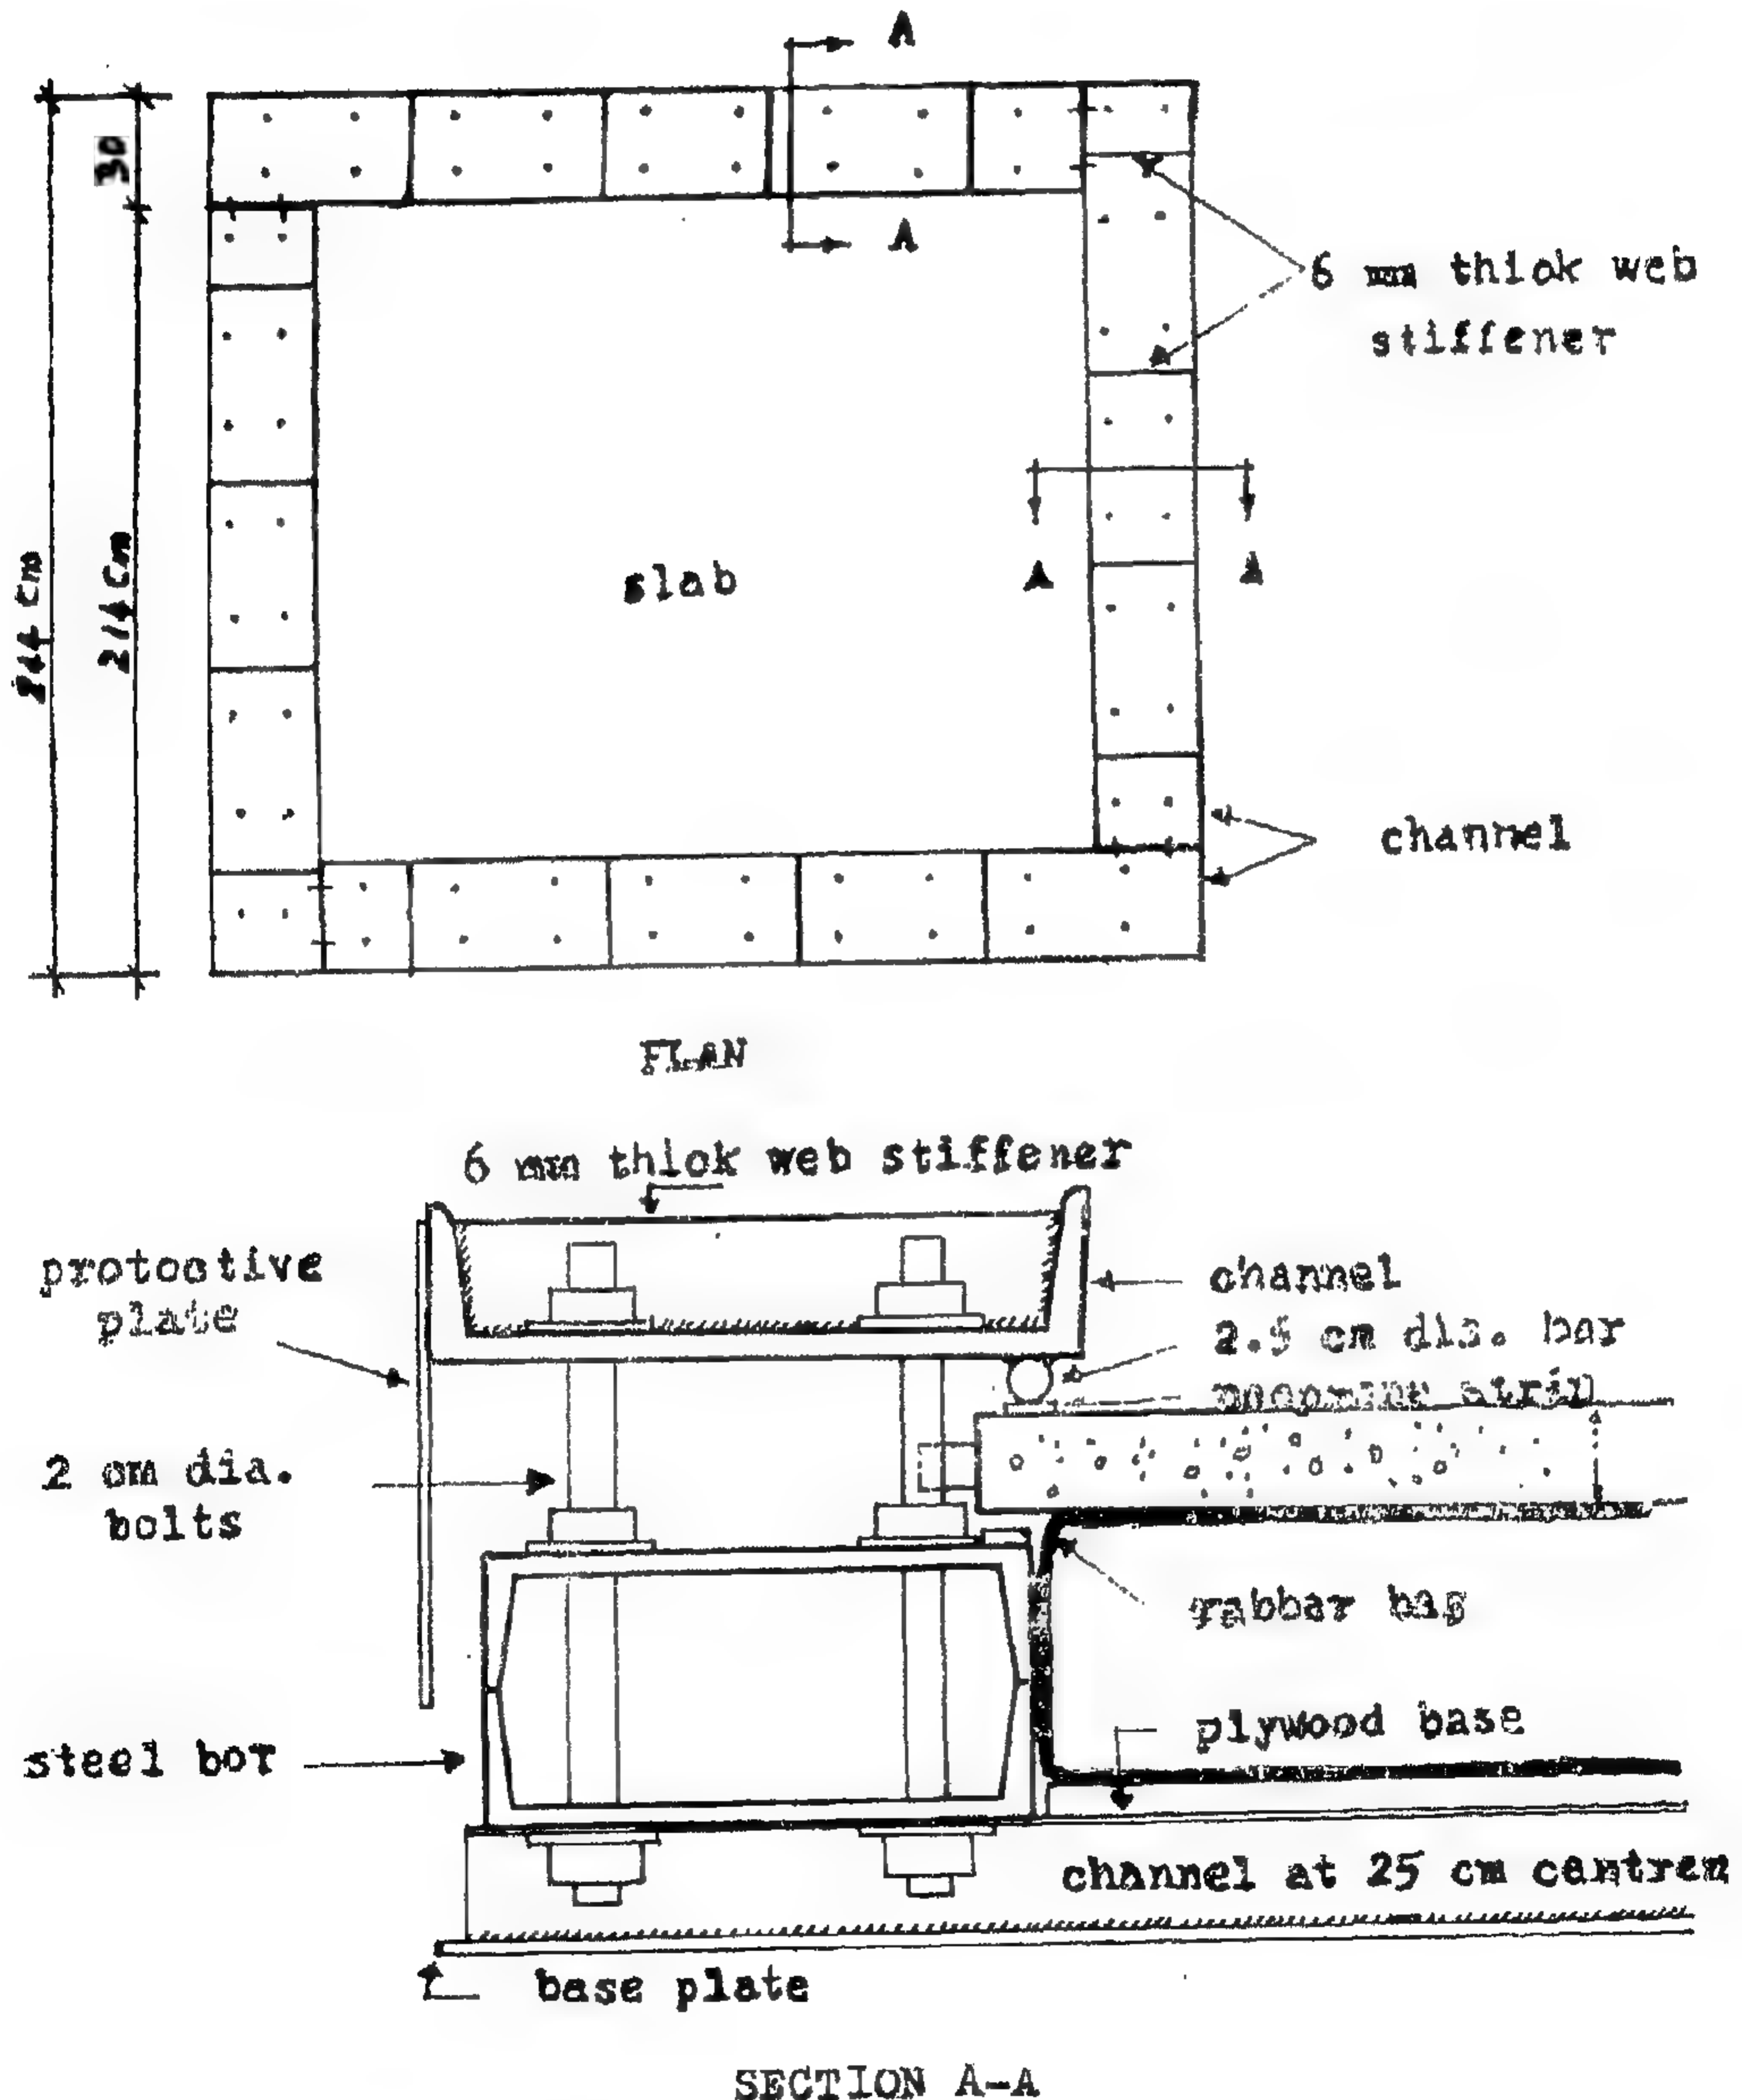 A
30
A
6 mm thick web
stiffener
244 cm
214 cm
A A
slab
channel
PLAN
6 mm thick web stiffener
protective
plate
channel
2.5 cm dia. bar
strip
2 cm dia.
bolts
rubber bag
plywood base
steel box
channel at 25 cm centres
base plate
SECTION A-A